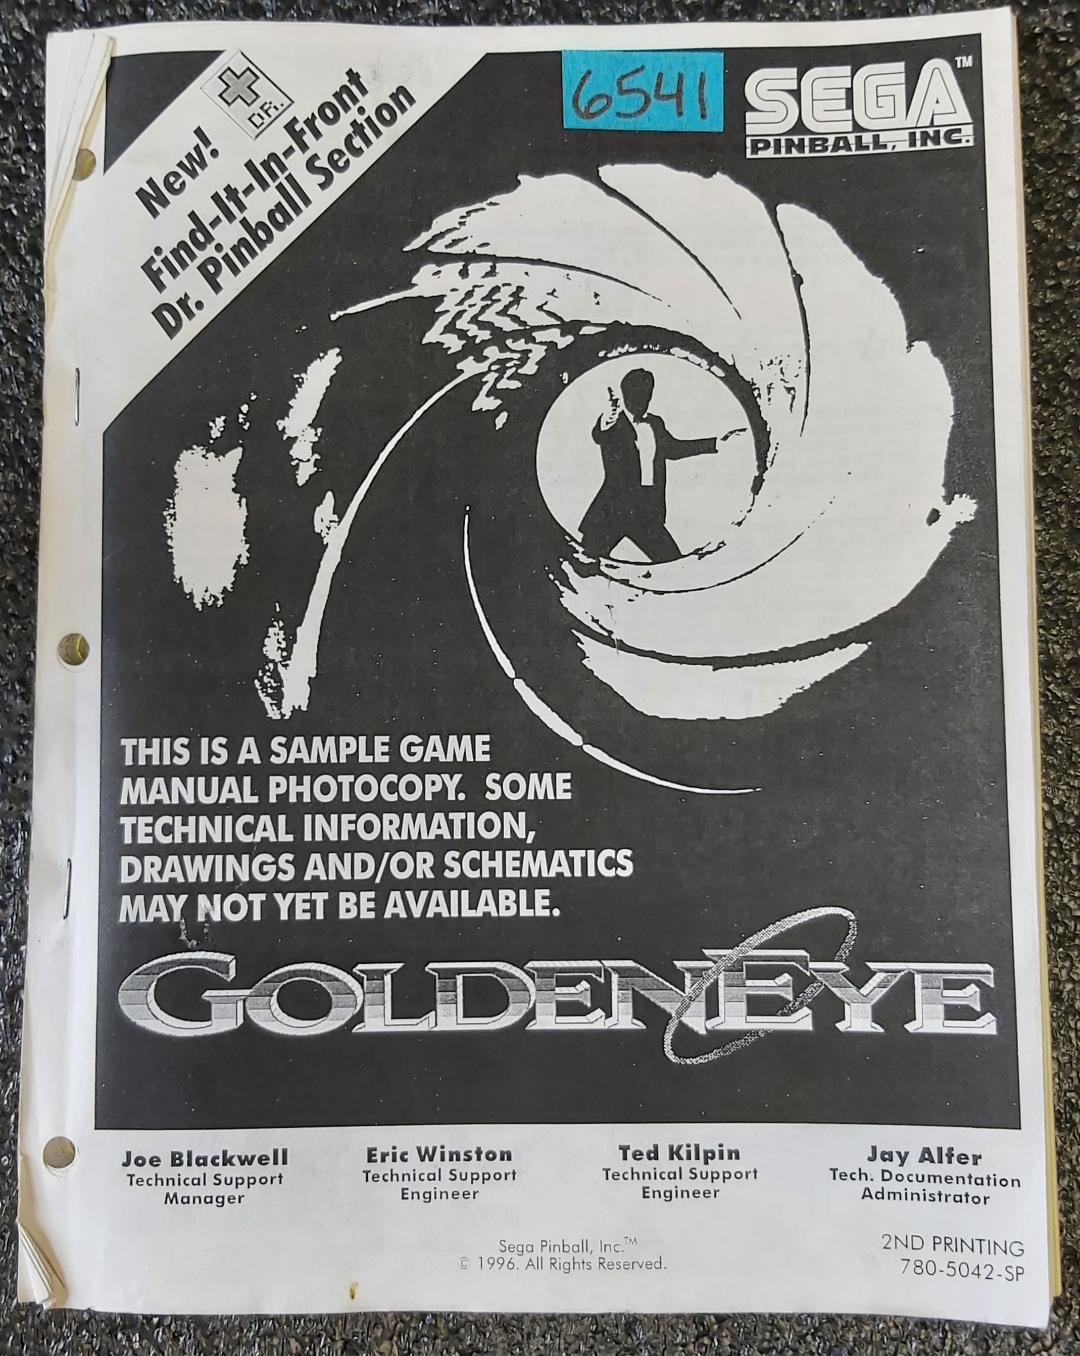 New!
DR.
Find-It-In-Front
Dr. Pinball Section
6541
SEGA™
PINBALL, INC.
THIS IS A SAMPLE GAME
MANUAL PHOTOCOPY. SOME
TECHNICAL INFORMATION,
DRAWINGS AND/OR SCHEMATICS
MAY NOT YET BE AVAILABLE.
GOLDENEYE
Joe Blackwell
Technical Support
Manager
Eric Winston
Technical Support
Engineer
Ted Kilpin
Technical Support
Engineer
Jay Alfer
Tech. Documentation
Administrator
Sega Pinball, Inc.™
© 1996. All Rights Reserved.
2ND PRINTING
780-5042-SP